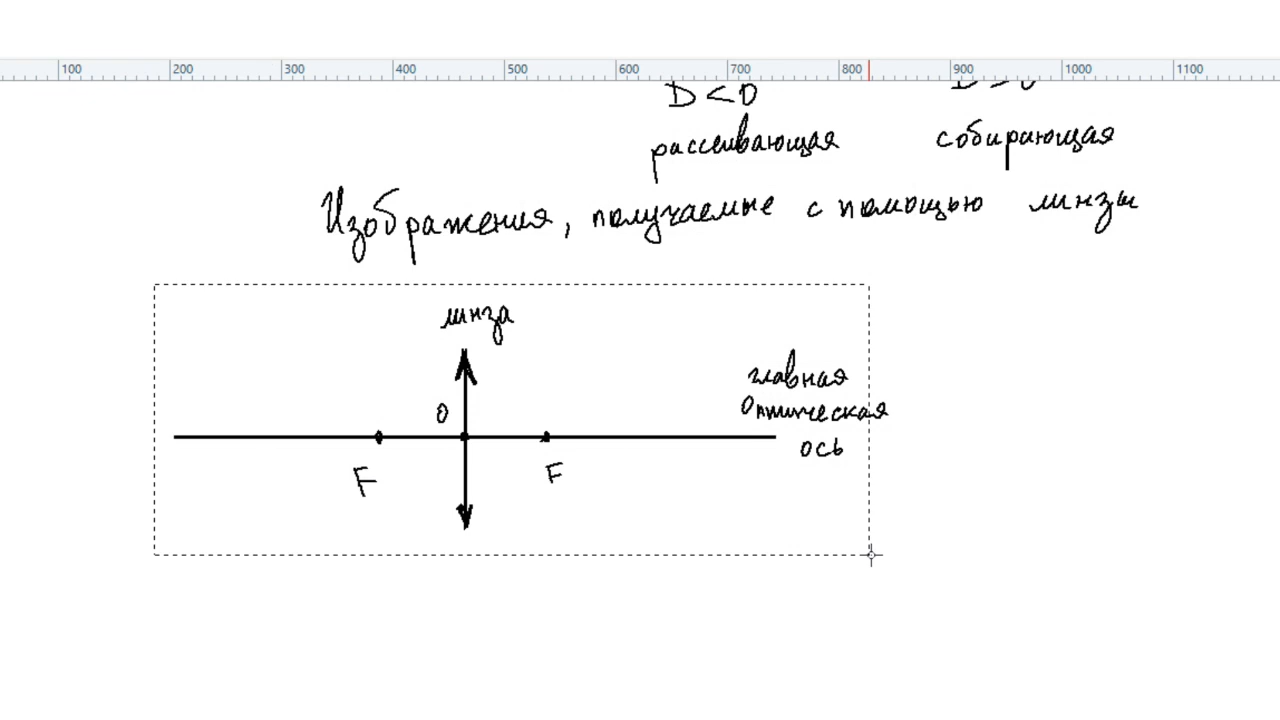 100 200 300 400 500 600 700 800 900 1000 1100
D < 0
рассеивающая собирающая
Изображения, получаемые с помощью линзы
линза
главная
оптическая
ось
O
F F